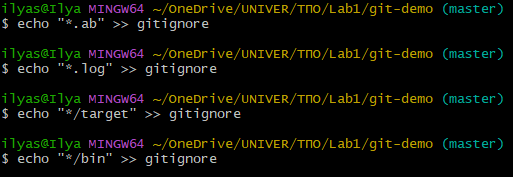 ilyas@Ilya MINGW64 ~/OneDrive/UNIVER/ТПО/Lab1/git-demo (master)
$ echo "*.ab" >> gitignore
ilyas@Ilya MINGW64 ~/OneDrive/UNIVER/ТПО/Lab1/git-demo (master)
$ echo "*.log" >> gitignore
ilyas@Ilya MINGW64 ~/OneDrive/UNIVER/ТПО/Lab1/git-demo (master)
$ echo "*/target" >> gitignore
ilyas@Ilya MINGW64 ~/OneDrive/UNIVER/ТПО/Lab1/git-demo (master)
$ echo "*/bin" >> gitignore